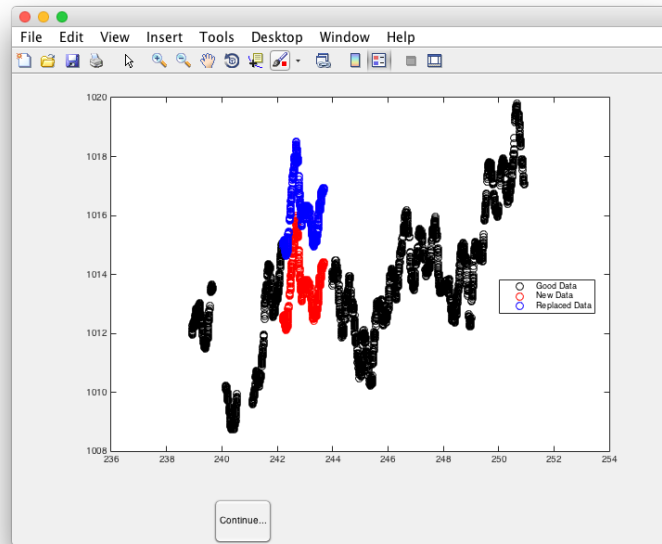 File Edit View Insert Tools Desktop Window Help
1020
1018
1016
1014
1012
1010
1008
236 238 240 242 244 246 248 250 252 254
Good Data
New Data
Replaced Data
Continue...